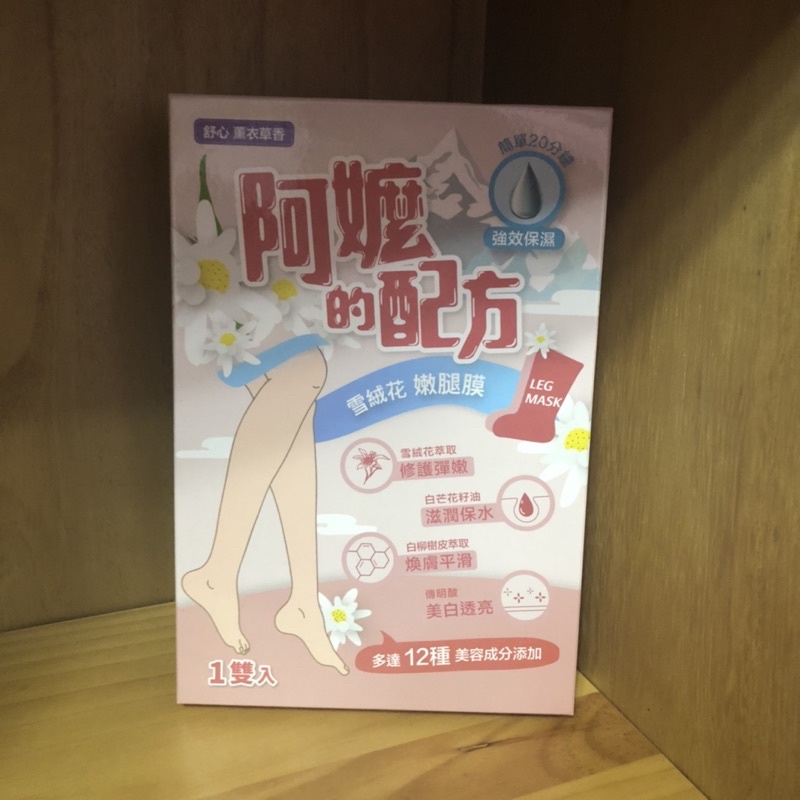 舒心 薰衣草香
簡單20分鐘
強效保濕
阿嬤
的配方
雪絨花 嫩腿膜
LEG
MASK
雪絨花萃取
修護彈嫩
白芒花籽油
滋潤保水
白柳樹皮萃取
煥膚平滑
傳明酸
美白透亮
多達 12種 美容成分添加
1雙入